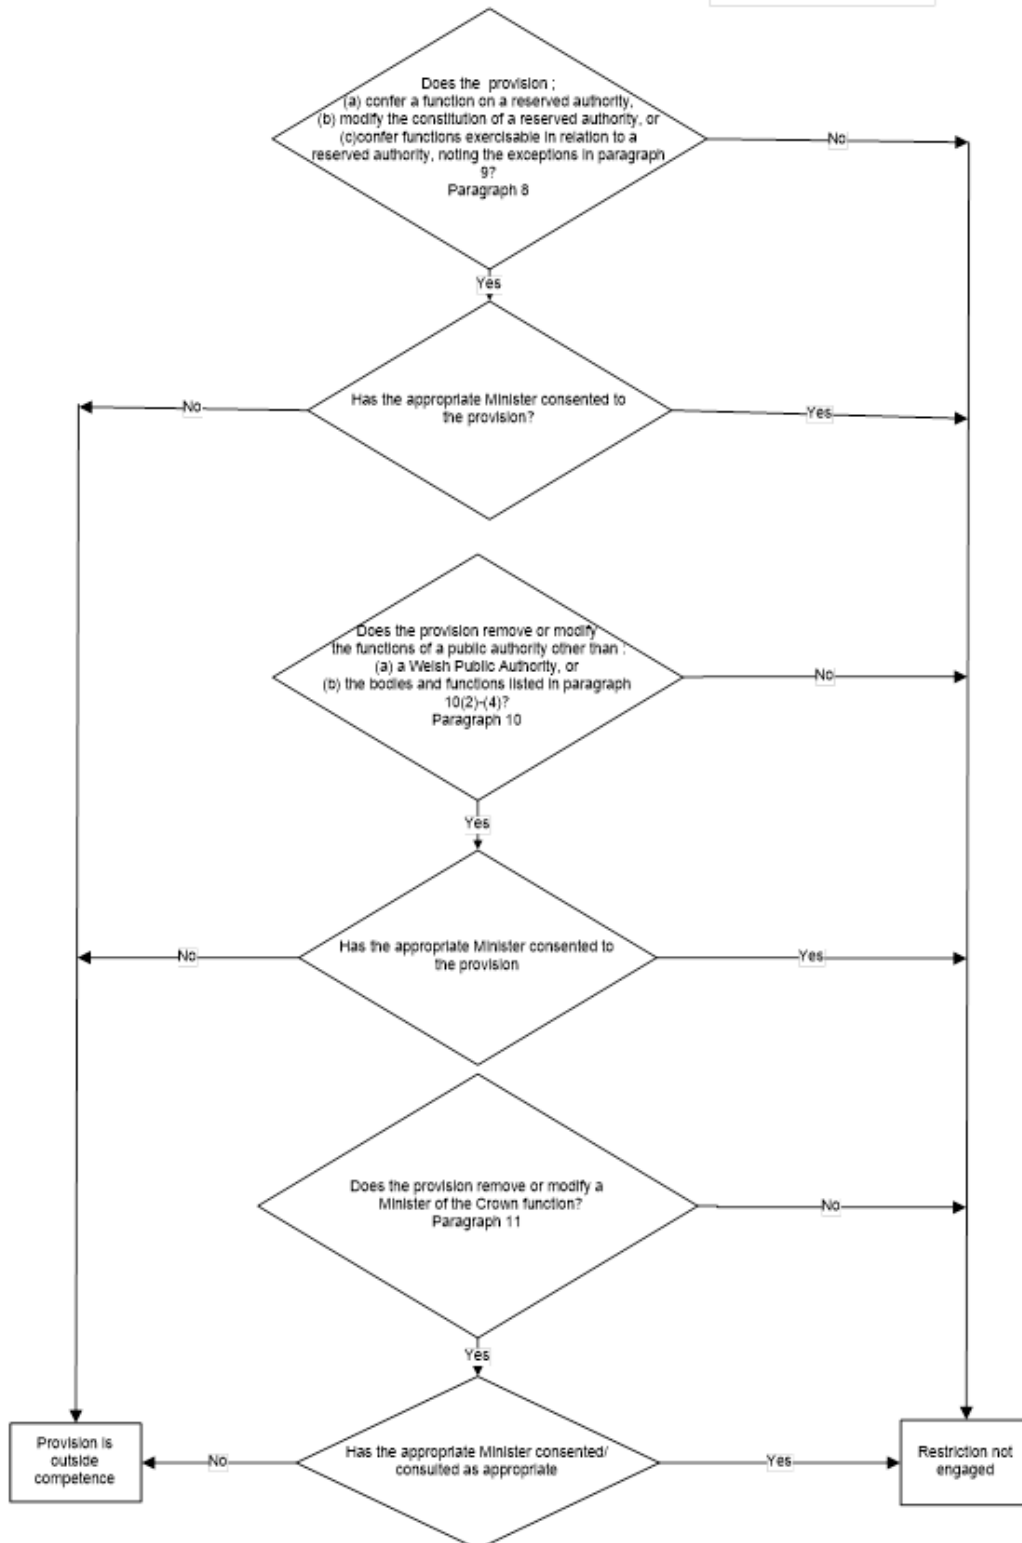 Does the provision ;
(a) confer a function on a reserved authority,
(b) modify the constitution of a reserved authority, or
(c)confer functions exercisable in relation to a
reserved authority, noting the exceptions in paragraph
9?
Paragraph 8
No
Yes
Has the appropriate Minister consented to
the provision?
No
Yes
Does the provision remove or modify
the functions of a public authority other than :
(a) a Welsh Public Authority, or
(b) the bodies and functions listed in paragraph
10(2)-(4)?
Paragraph 10
No
Yes
Has the appropriate Minister consented to
the provision
No
Yes
Does the provision remove or modify a
Minister of the Crown function?
Paragraph 11
No
Yes
Has the appropriate Minister consented/
consulted as appropriate
No
Yes
Provision is
outside
competence
Restriction not
engaged